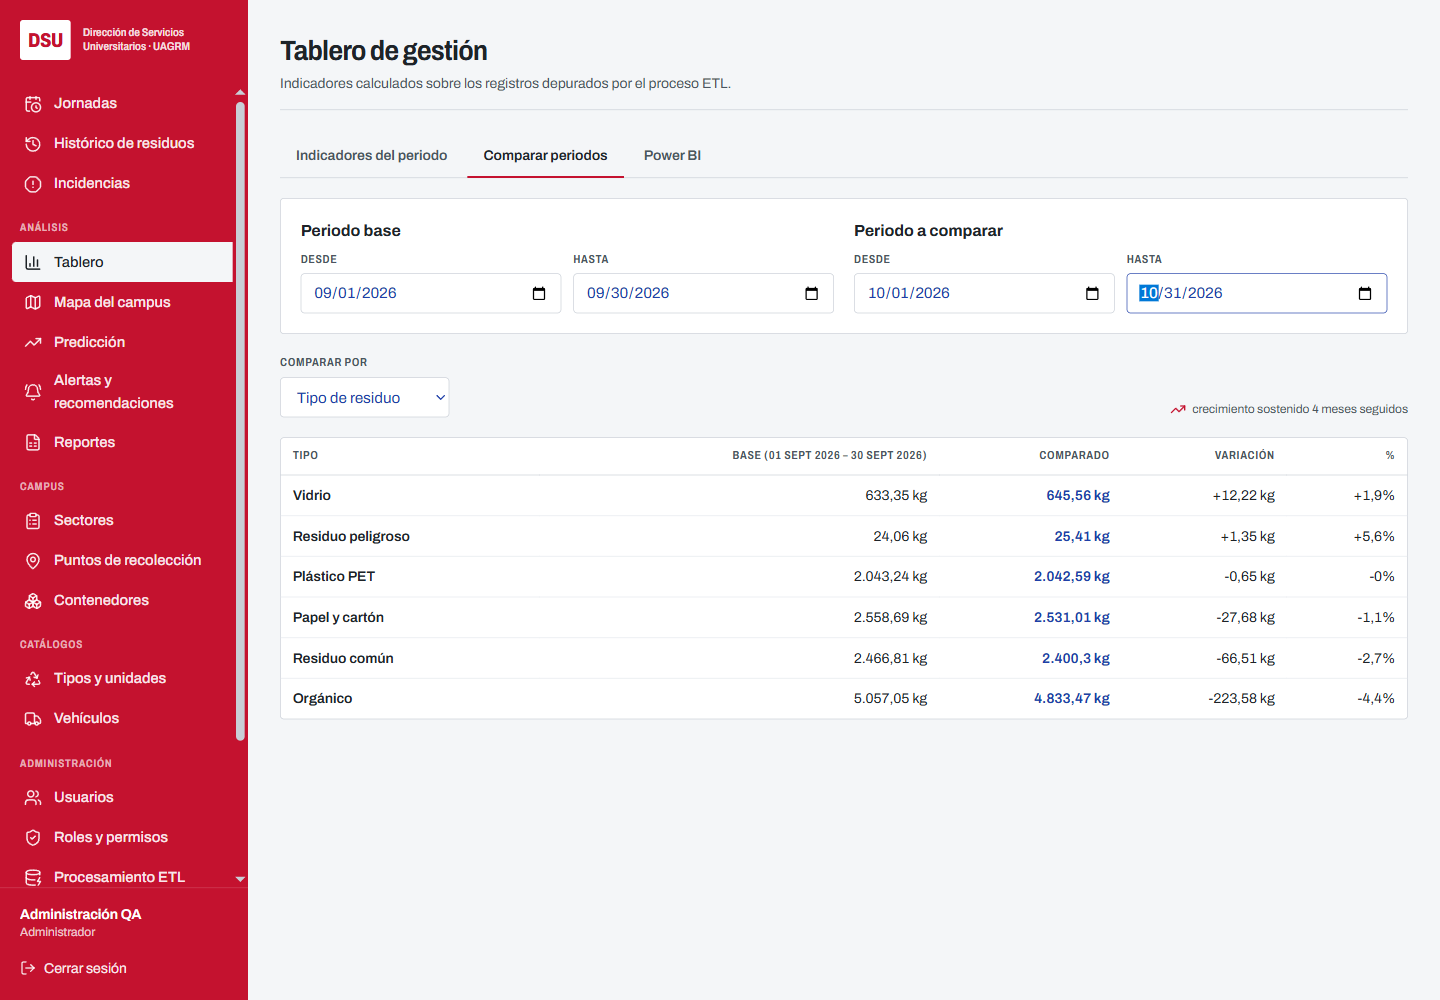 DSU
Dirección de Servicios
Universitarios · UAGRM
Jornadas
Histórico de residuos
Incidencias
ANÁLISIS
Tablero
Mapa del campus
Predicción
Alertas y
recomendaciones
Reportes
CAMPUS
Sectores
Puntos de recolección
Contenedores
CATÁLOGOS
Tipos y unidades
Vehículos
ADMINISTRACIÓN
Usuarios
Roles y permisos
Procesamiento ETL
Administración QA
Administrador
Cerrar sesión
Tablero de gestión
Indicadores calculados sobre los registros depurados por el proceso ETL.
Indicadores del periodo Comparar periodos Power BI
Periodo base Periodo a comparar
DESDE HASTA DESDE HASTA
09/01/2026 09/30/2026 10/01/2026 10/31/2026
COMPARAR POR
Tipo de residuo
crecimiento sostenido 4 meses seguidos
TIPO BASE (01 SEPT 2026 – 30 SEPT 2026) COMPARADO VARIACIÓN %
Vidrio 633,35 kg 645,56 kg +12,22 kg +1,9%
Residuo peligroso 24,06 kg 25,41 kg +1,35 kg +5,6%
Plástico PET 2.043,24 kg 2.042,59 kg -0,65 kg -0%
Papel y cartón 2.558,69 kg 2.531,01 kg -27,68 kg -1,1%
Residuo común 2.466,81 kg 2.400,3 kg -66,51 kg -2,7%
Orgánico 5.057,05 kg 4.833,47 kg -223,58 kg -4,4%